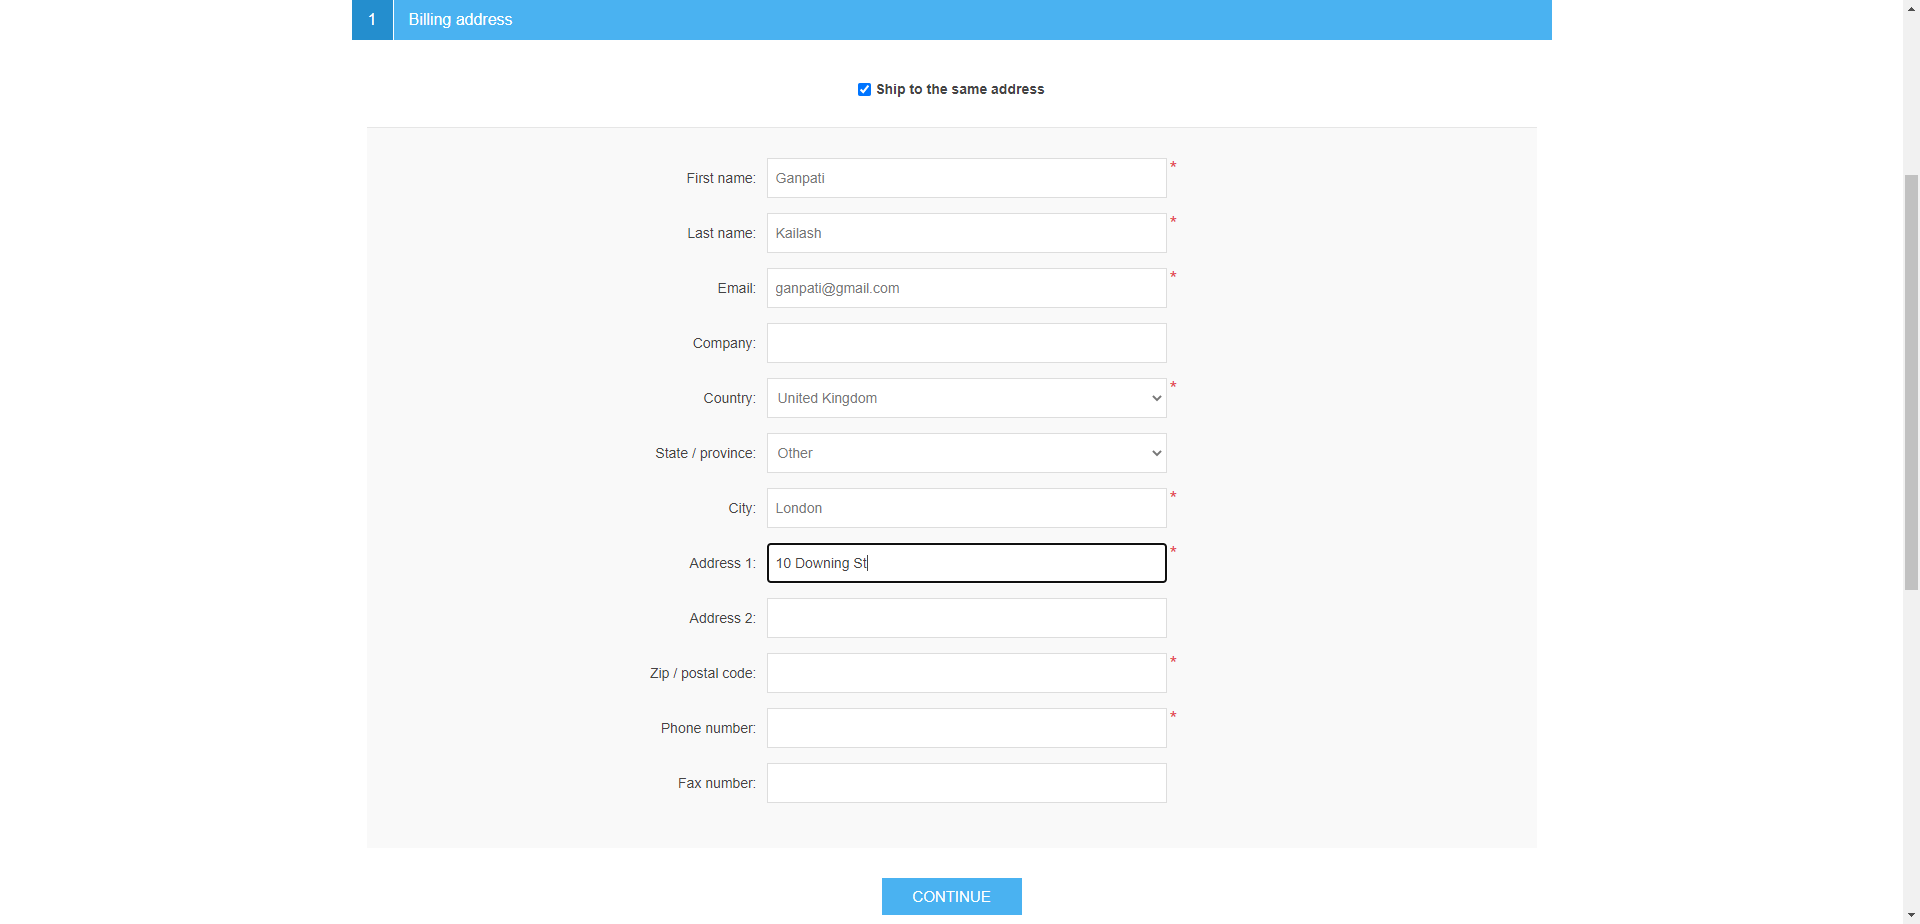 1 Billing address
Ship to the same address
First name: Ganpati *
Last name: Kailash *
Email: ganpati@gmail.com *
Company:
Country: United Kingdom *
State / province: Other
City: London *
Address 1: 10 Downing St *
Address 2:
Zip / postal code: *
Phone number: *
Fax number:
CONTINUE